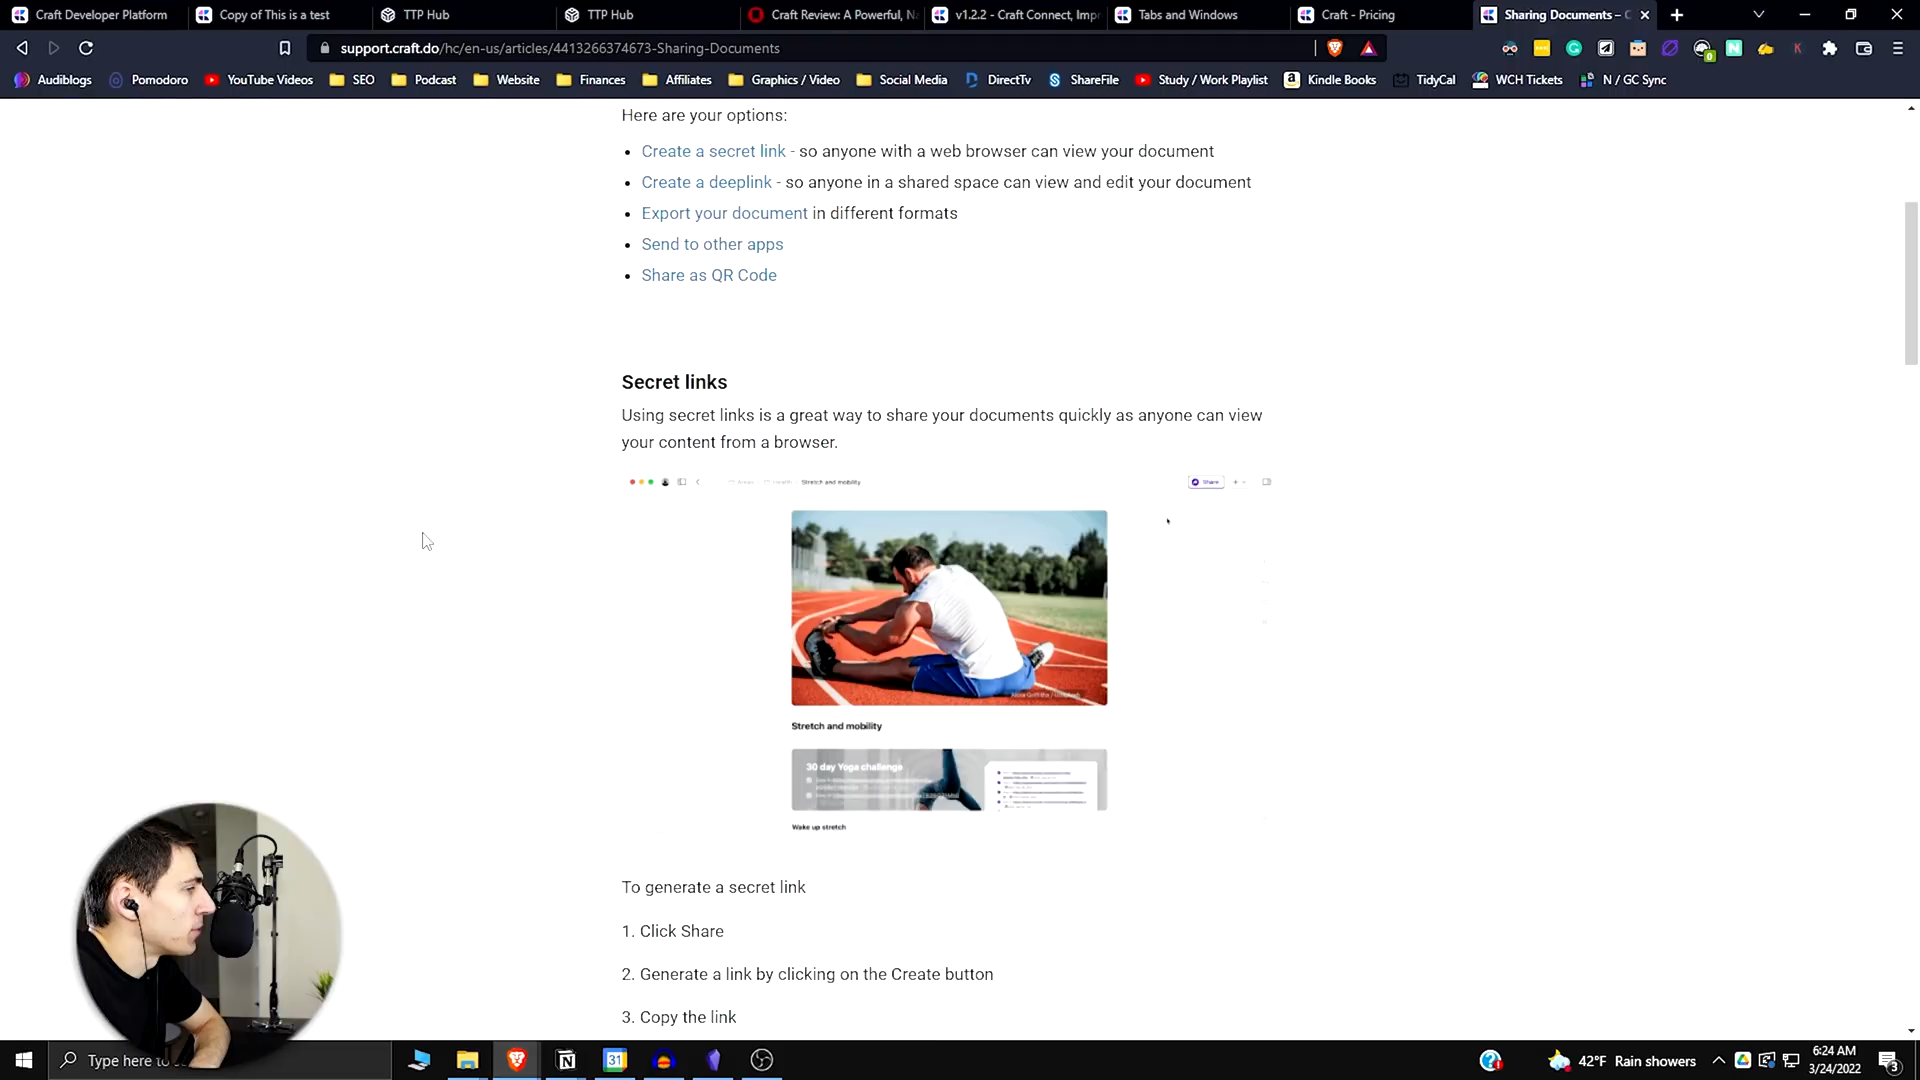 Craft Developer Platform
Copy of This is a test
TTP Hub
TTP Hub
Craft Review: A Powerful, N
v1.2.2 - Craft Connect, Impr
Tabs and Windows
Craft - Pricing
Sharing Documents – C
support.craft.do/hc/en-us/articles/4413266374673-Sharing-Documents
Audiblogs
Pomodoro
YouTube Videos
SEO
Podcast
Website
Finances
Affiliates
Graphics / Video
Social Media
DirectTv
ShareFile
Study / Work Playlist
Kindle Books
TidyCal
WCH Tickets
N / GC Sync
Here are your options:
• Create a secret link - so anyone with a web browser can view your document
• Create a deeplink - so anyone in a shared space can view and edit your document
• Export your document in different formats
• Send to other apps
• Share as QR Code
Secret links
Using secret links is a great way to share your documents quickly as anyone can view
your content from a browser.
Stretch and mobility
Share
Stretch and mobility
30 day Yoga challenge
Wake up stretch
To generate a secret link
1. Click Share
2. Generate a link by clicking on the Create button
3. Copy the link
Type here to
31
42°F Rain showers
6:24 AM
3/24/2022
3